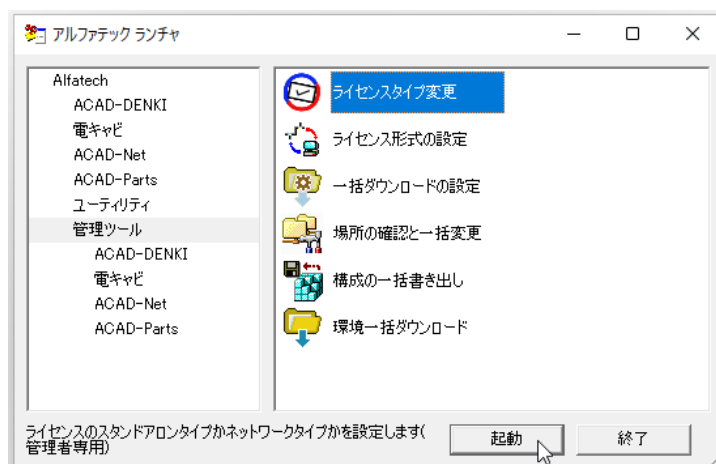 アルファテック ランチャ
Alfatech
ACAD-DENKI
電キャビ
ACAD-Net
ACAD-Parts
ユーティリティ
管理ツール
ACAD-DENKI
電キャビ
ACAD-Net
ACAD-Parts
ライセンスタイプ変更
ライセンス形式の設定
一括ダウンロードの設定
場所の確認と一括変更
構成の一括書き出し
環境一括ダウンロード
ライセンスのスタンドアロンタイプかネットワークタイプかを設定します(
管理者専用)
起動
終了